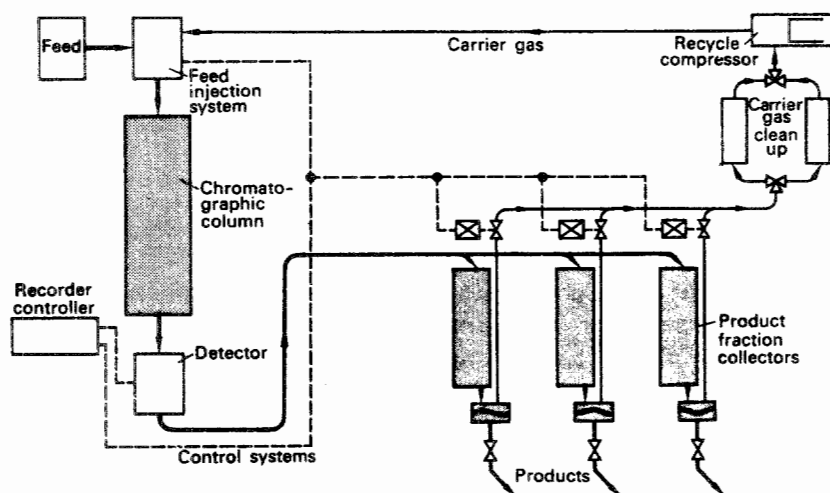 Feed
Feed
injection
system
Carrier gas
Recycle
compressor
Carrier
gas
clean
up
Chromato-
graphic
column
Recorder
controller
Detector
Product
fraction
collectors
Control systems
Products